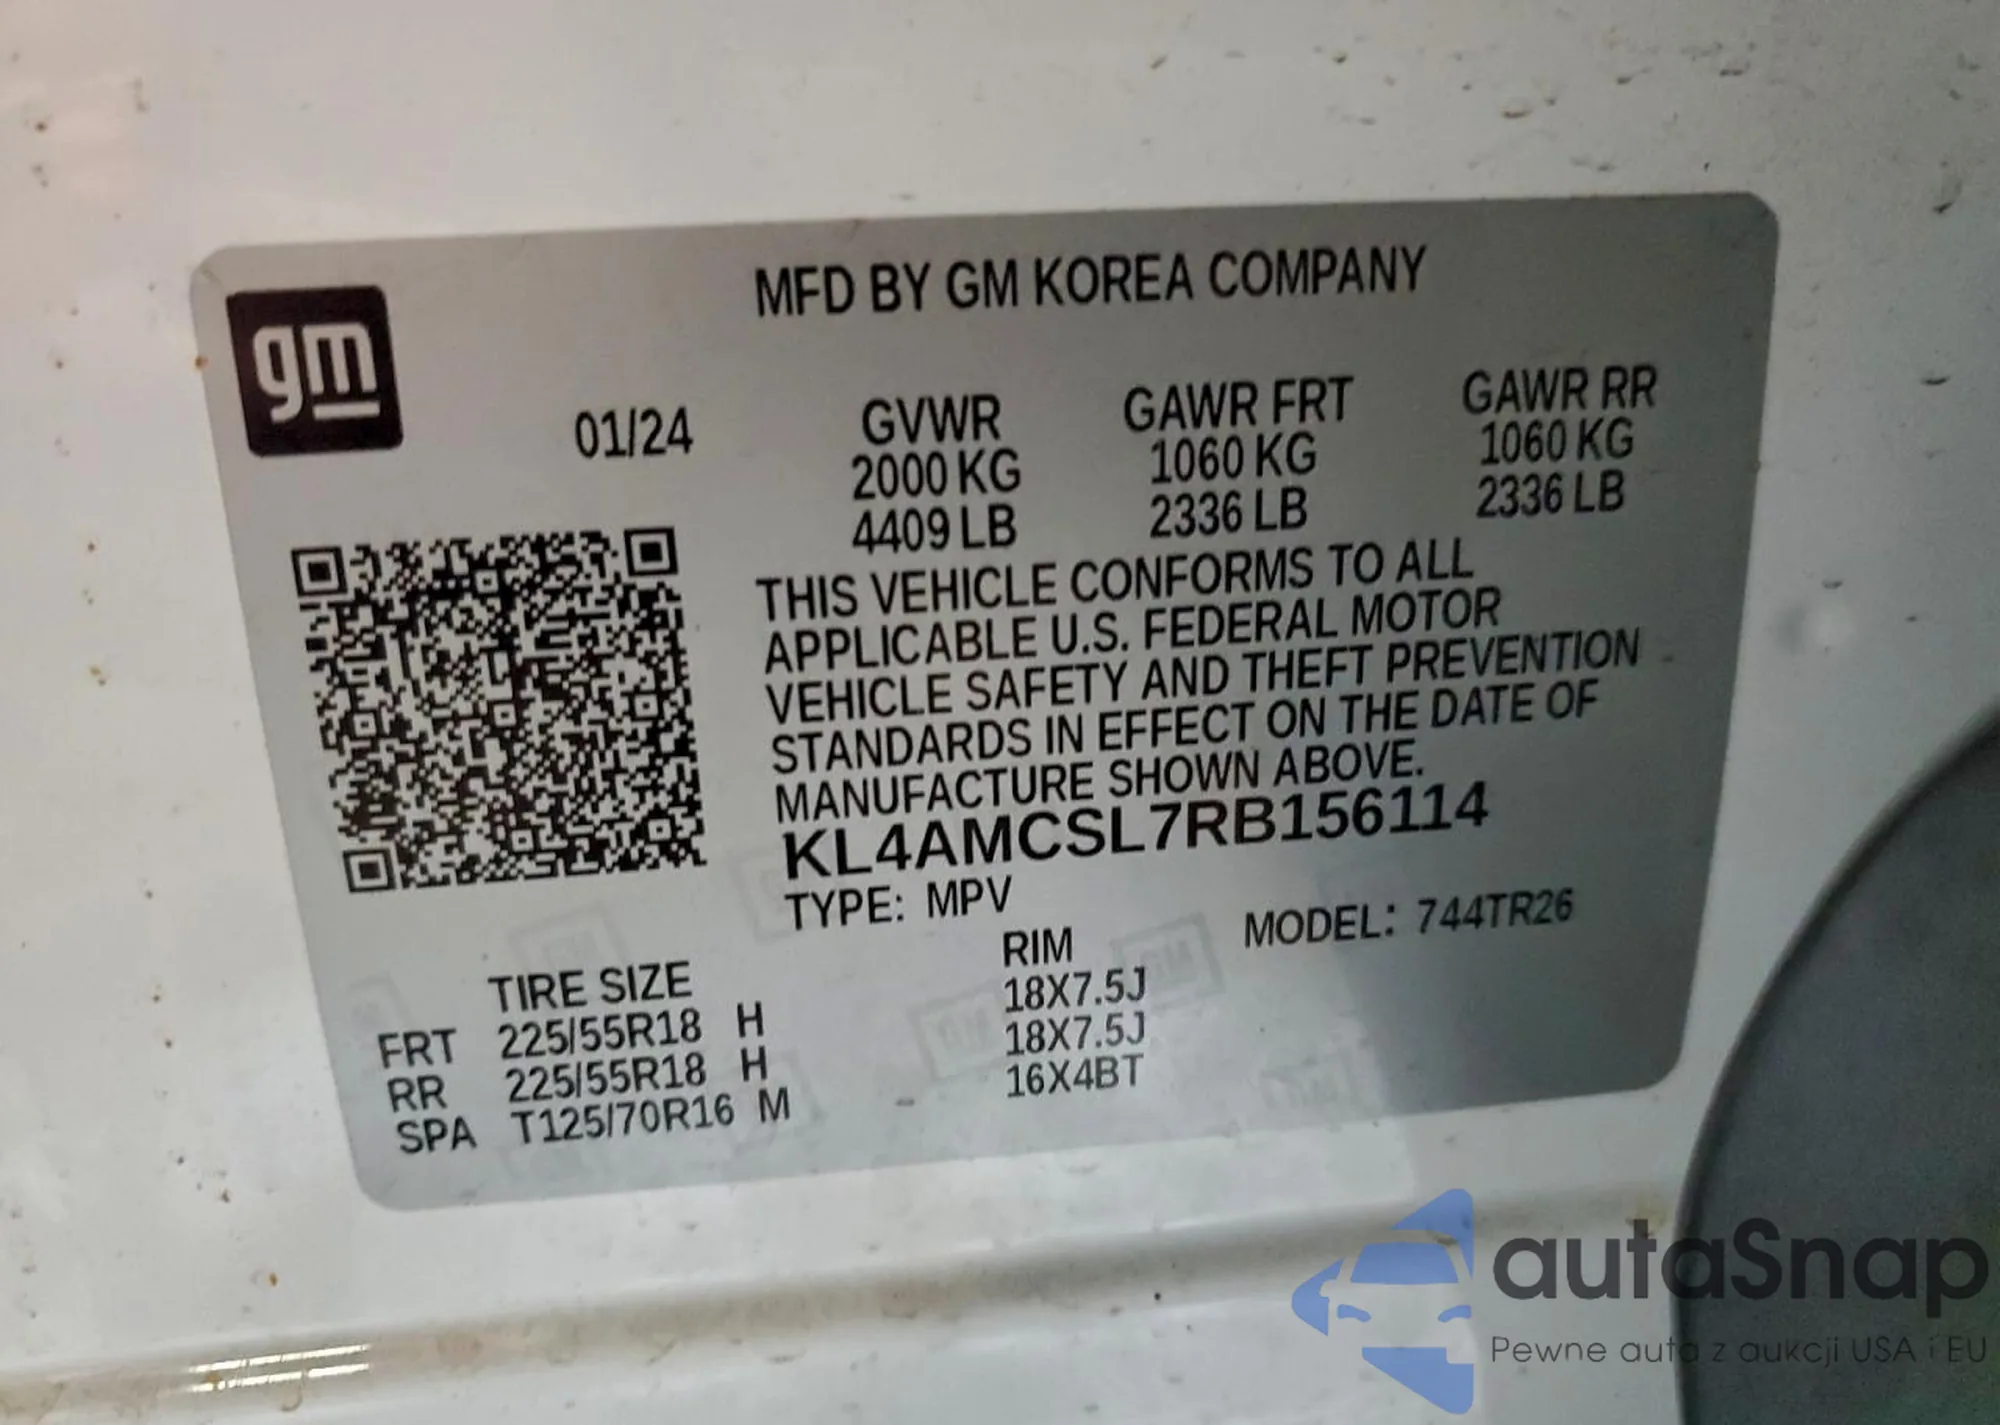 gm
MFD BY GM KOREA COMPANY
01/24
GVWR GAWR FRT GAWR RR
2000 KG 1060 KG 1060 KG
4409 LB 2336 LB 2336 LB
THIS VEHICLE CONFORMS TO ALL
APPLICABLE U.S. FEDERAL MOTOR
VEHICLE SAFETY AND THEFT PREVENTION
STANDARDS IN EFFECT ON THE DATE OF
MANUFACTURE SHOWN ABOVE.
KL4AMCSL7RB156114
TYPE: MPV MODEL: 744TR26
TIRE SIZE RIM
FRT 225/55R18 H 18X7.5J
RR 225/55R18 H 18X7.5J
SPA T125/70R16 M 16X4BT
autaSnap
Pewne auta z aukcji USA i EU